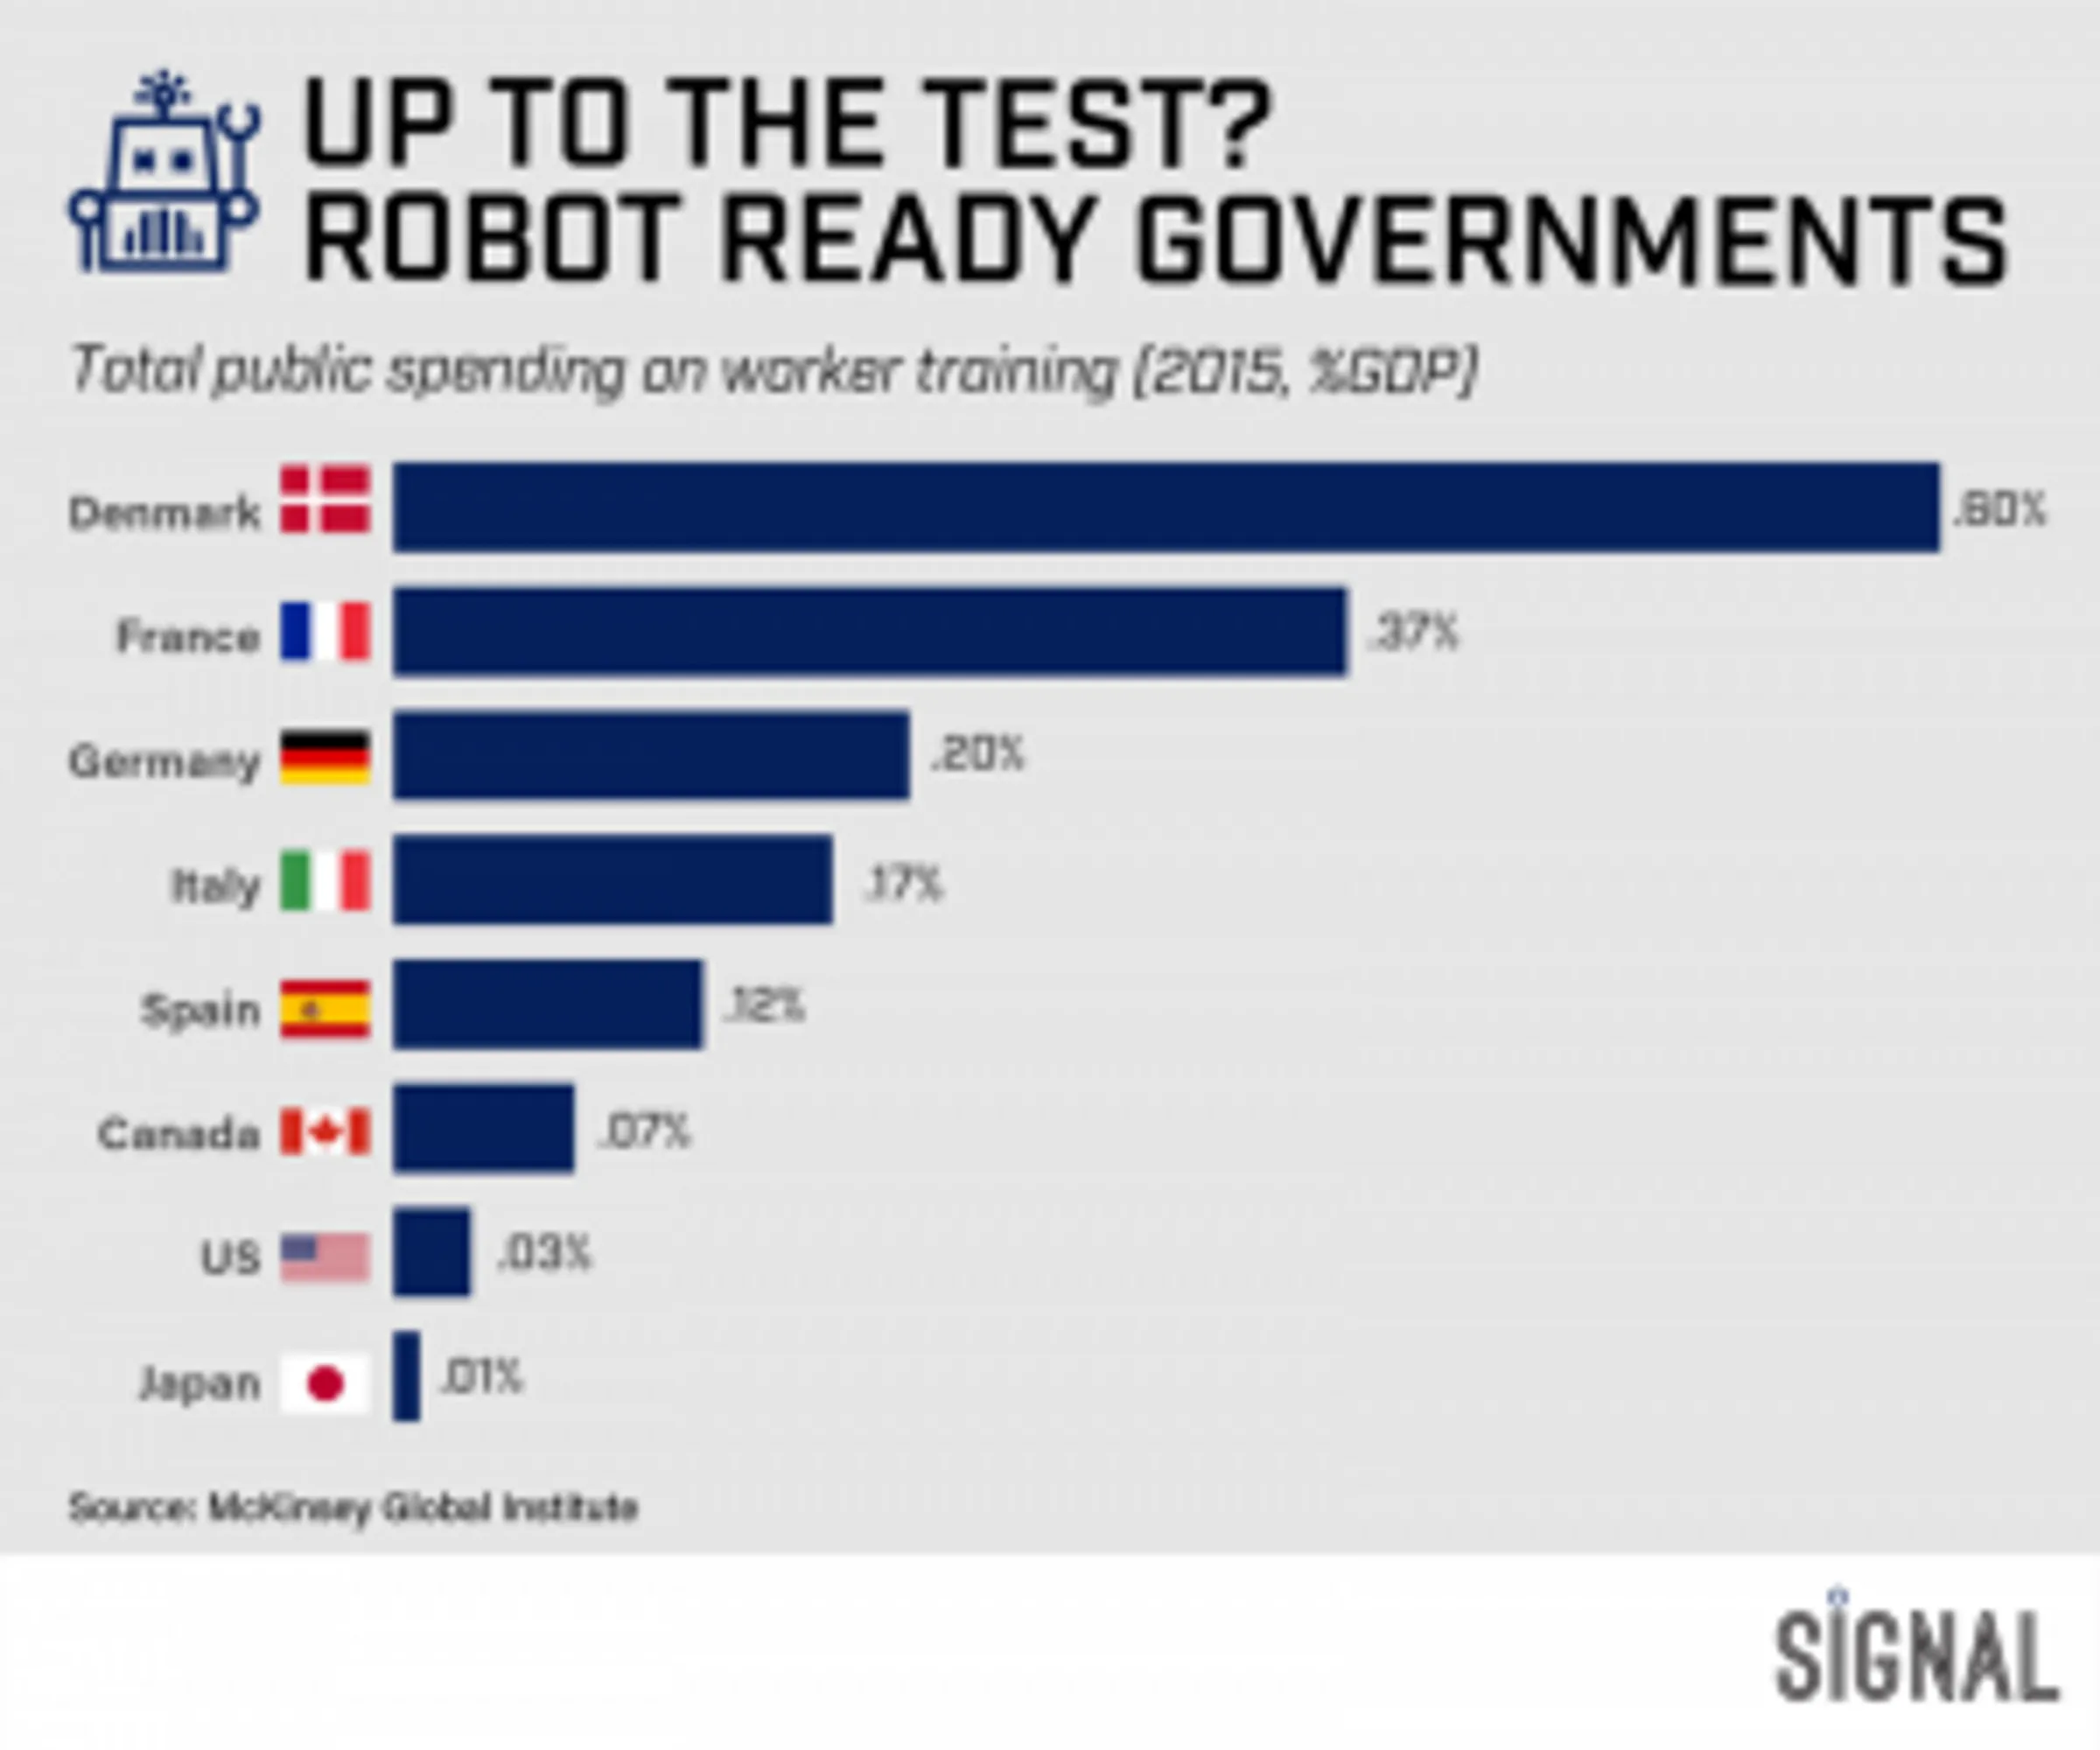 UP TO THE TEST?
ROBOT READY GOVERNMENTS
Total public spending on worker training (2015, %GDP)
Denmark .60%
France .37%
Germany .20%
Italy .17%
Spain .12%
Canada .07%
US .03%
Japan .01%
Source: McKinsey Global Institute
SIGNAL